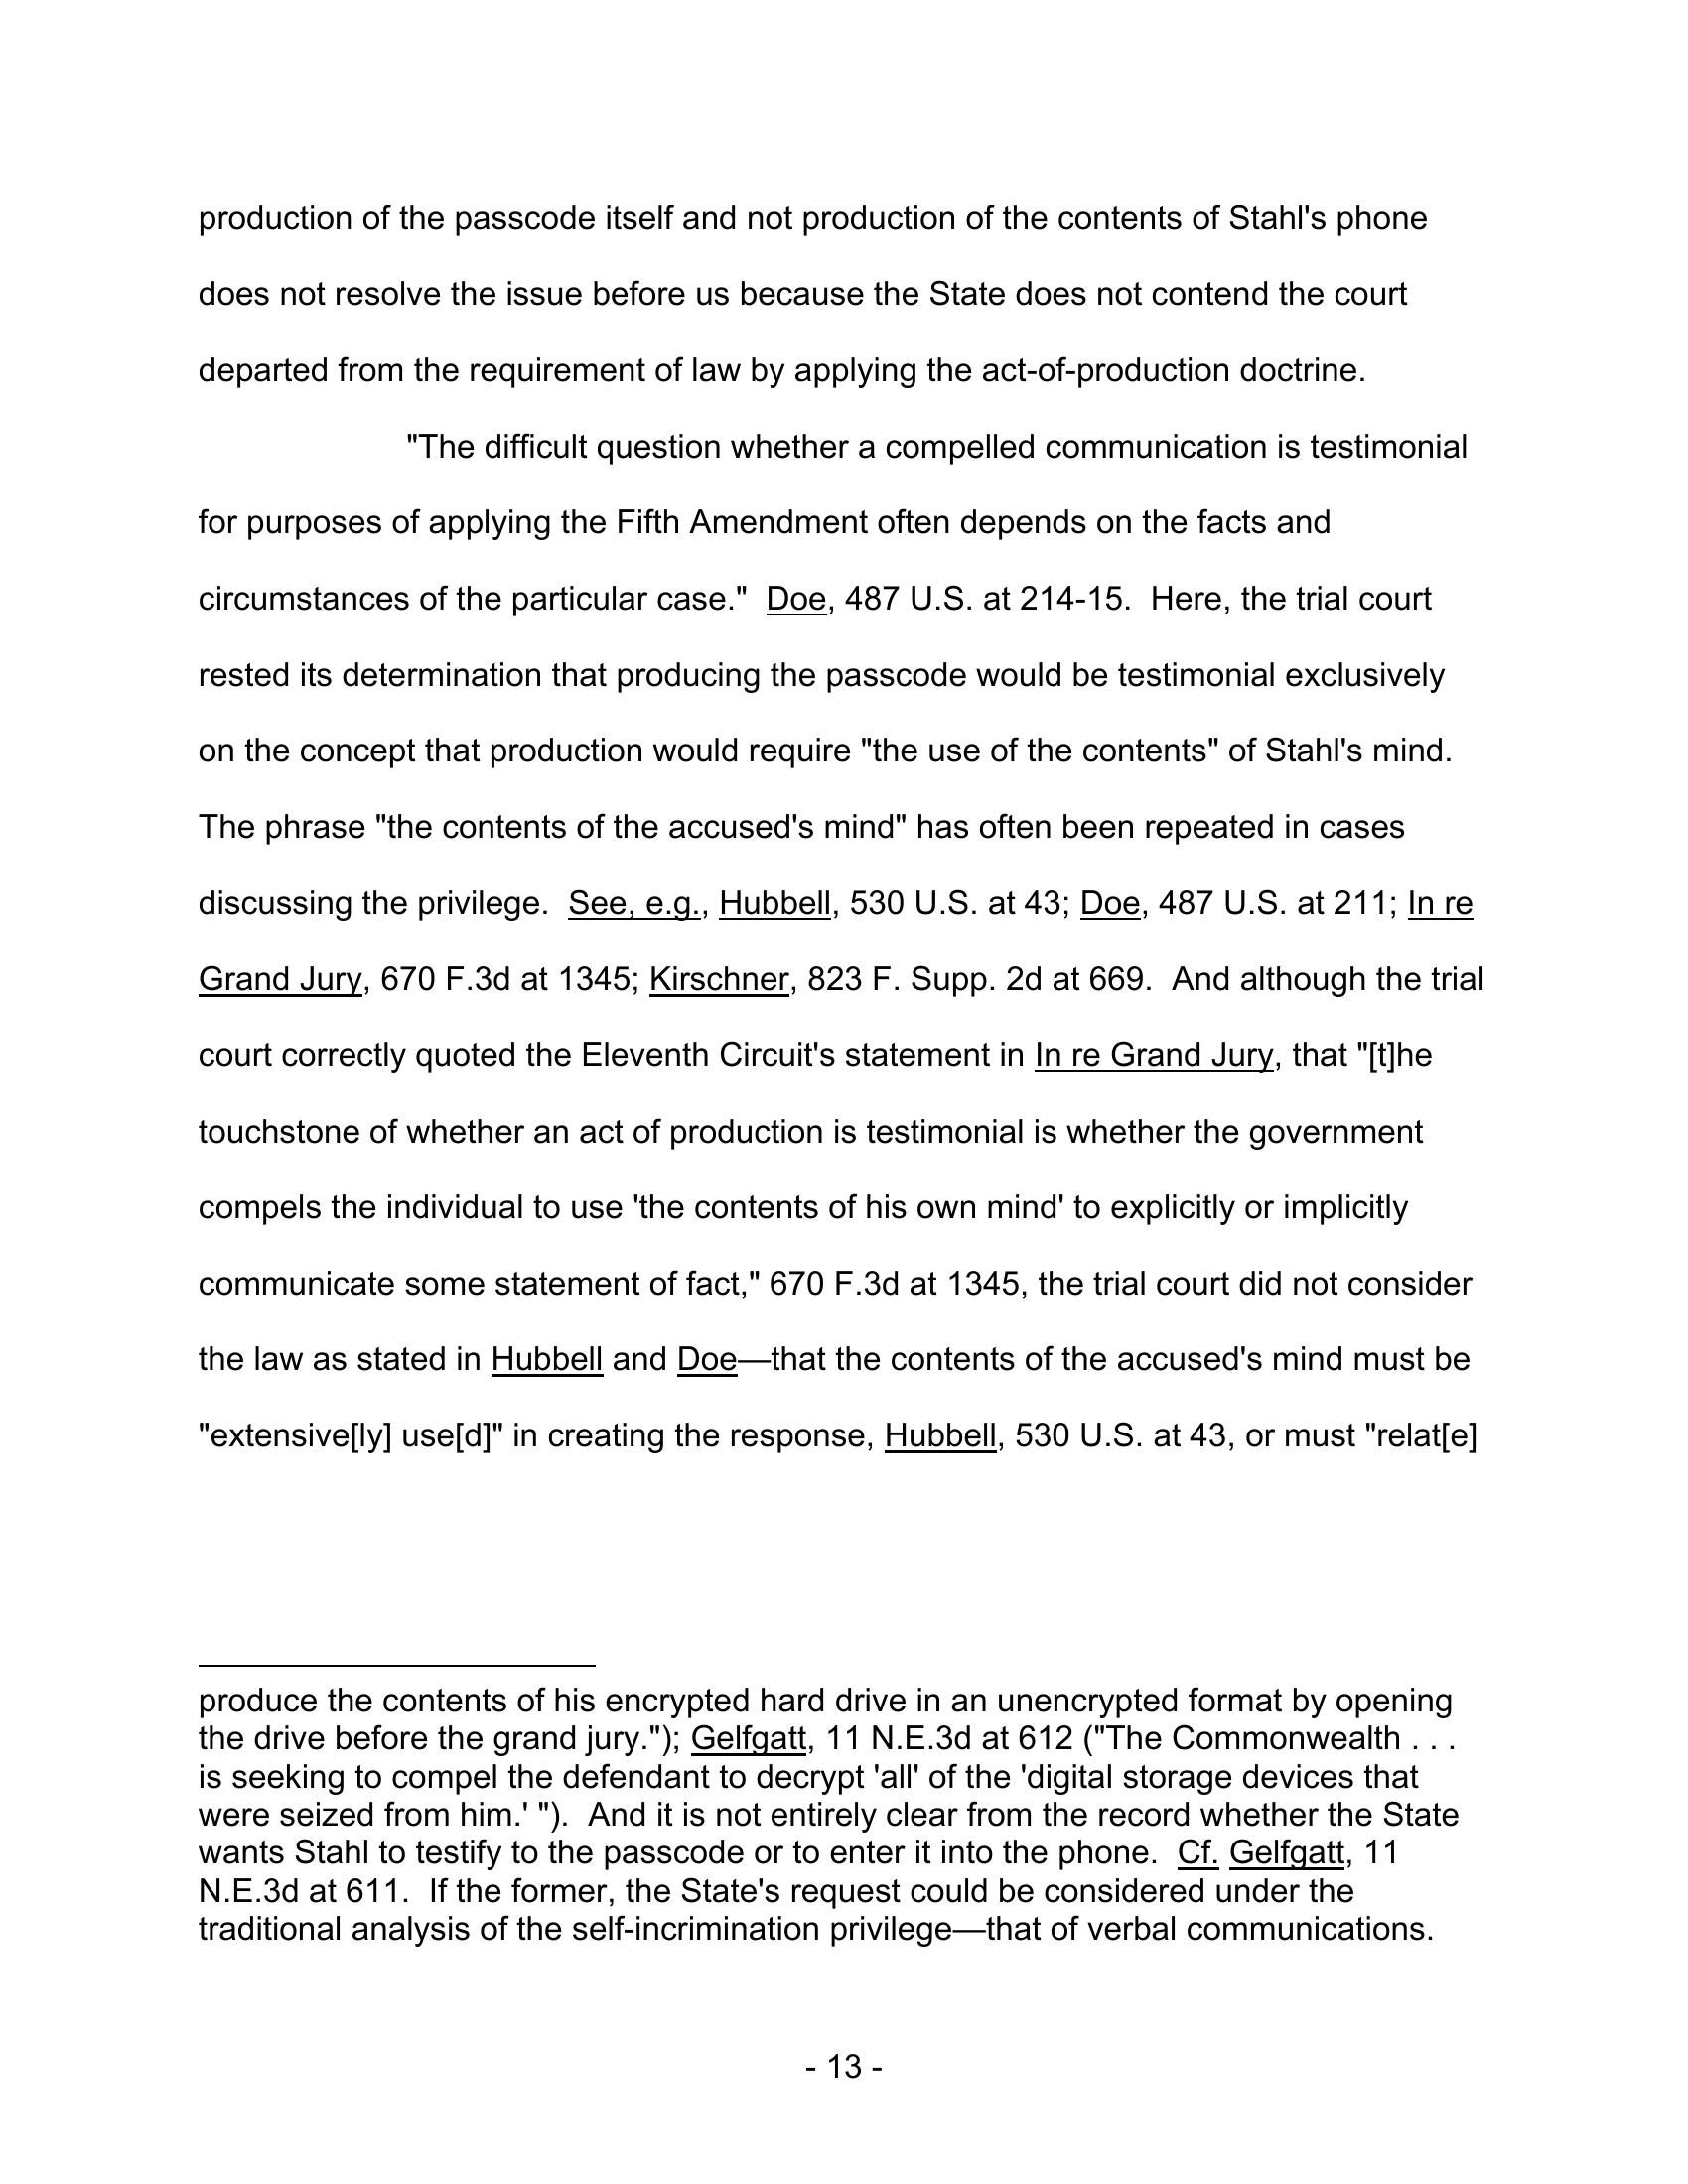 production of the passcode itself and not production of the contents of Stahl's phone
does not resolve the issue before us because the State does not contend the court
departed from the requirement of law by applying the act-of-production doctrine.
"The difficult question whether a compelled communication is testimonial
for purposes of applying the Fifth Amendment often depends on the facts and
circumstances of the particular case."  Doe, 487 U.S. at 214-15.  Here, the trial court
rested its determination that producing the passcode would be testimonial exclusively
on the concept that production would require "the use of the contents" of Stahl's mind.
The phrase "the contents of the accused's mind" has often been repeated in cases
discussing the privilege.  See, e.g., Hubbell, 530 U.S. at 43; Doe, 487 U.S. at 211; In re
Grand Jury, 670 F.3d at 1345; Kirschner, 823 F. Supp. 2d at 669.  And although the trial
court correctly quoted the Eleventh Circuit's statement in In re Grand Jury, that "[t]he
touchstone of whether an act of production is testimonial is whether the government
compels the individual to use 'the contents of his own mind' to explicitly or implicitly
communicate some statement of fact," 670 F.3d at 1345, the trial court did not consider
the law as stated in Hubbell and Doe—that the contents of the accused's mind must be
"extensive[ly] use[d]" in creating the response, Hubbell, 530 U.S. at 43, or must "relat[e]
produce the contents of his encrypted hard drive in an unencrypted format by opening
the drive before the grand jury."); Gelfgatt, 11 N.E.3d at 612 ("The Commonwealth . . .
is seeking to compel the defendant to decrypt 'all' of the 'digital storage devices that
were seized from him.' ").  And it is not entirely clear from the record whether the State
wants Stahl to testify to the passcode or to enter it into the phone.  Cf. Gelfgatt, 11
N.E.3d at 611.  If the former, the State's request could be considered under the
traditional analysis of the self-incrimination privilege—that of verbal communications.
- 13 -